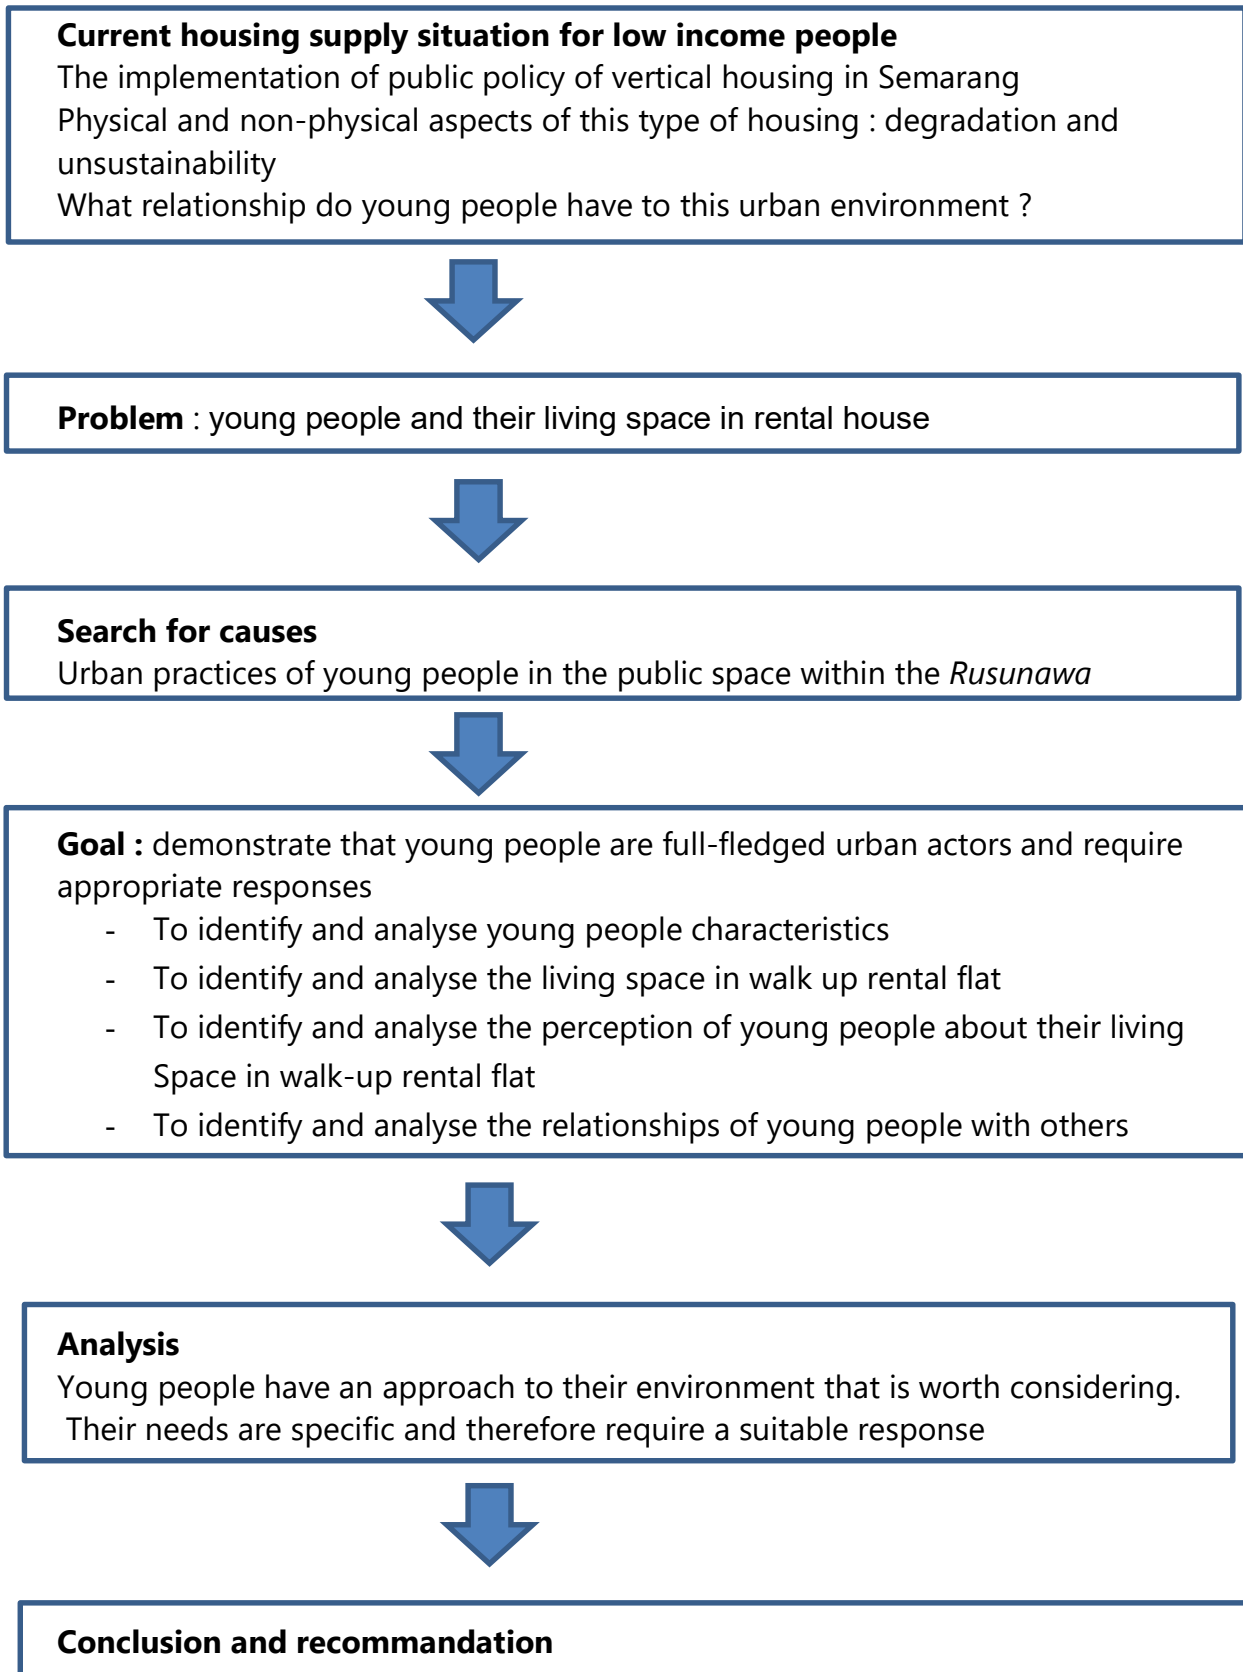 Current housing supply situation for low income people
The implementation of public policy of vertical housing in Semarang
Physical and non-physical aspects of this type of housing : degradation and
unsustainability
What relationship do young people have to this urban environment ?
Problem : young people and their living space in rental house
Search for causes
Urban practices of young people in the public space within the Rusunawa
Goal : demonstrate that young people are full-fledged urban actors and require
appropriate responses
- To identify and analyse young people characteristics
- To identify and analyse the living space in walk up rental flat
- To identify and analyse the perception of young people about their living
Space in walk-up rental flat
- To identify and analyse the relationships of young people with others
Analysis
Young people have an approach to their environment that is worth considering.
Their needs are specific and therefore require a suitable response
Conclusion and recommandation